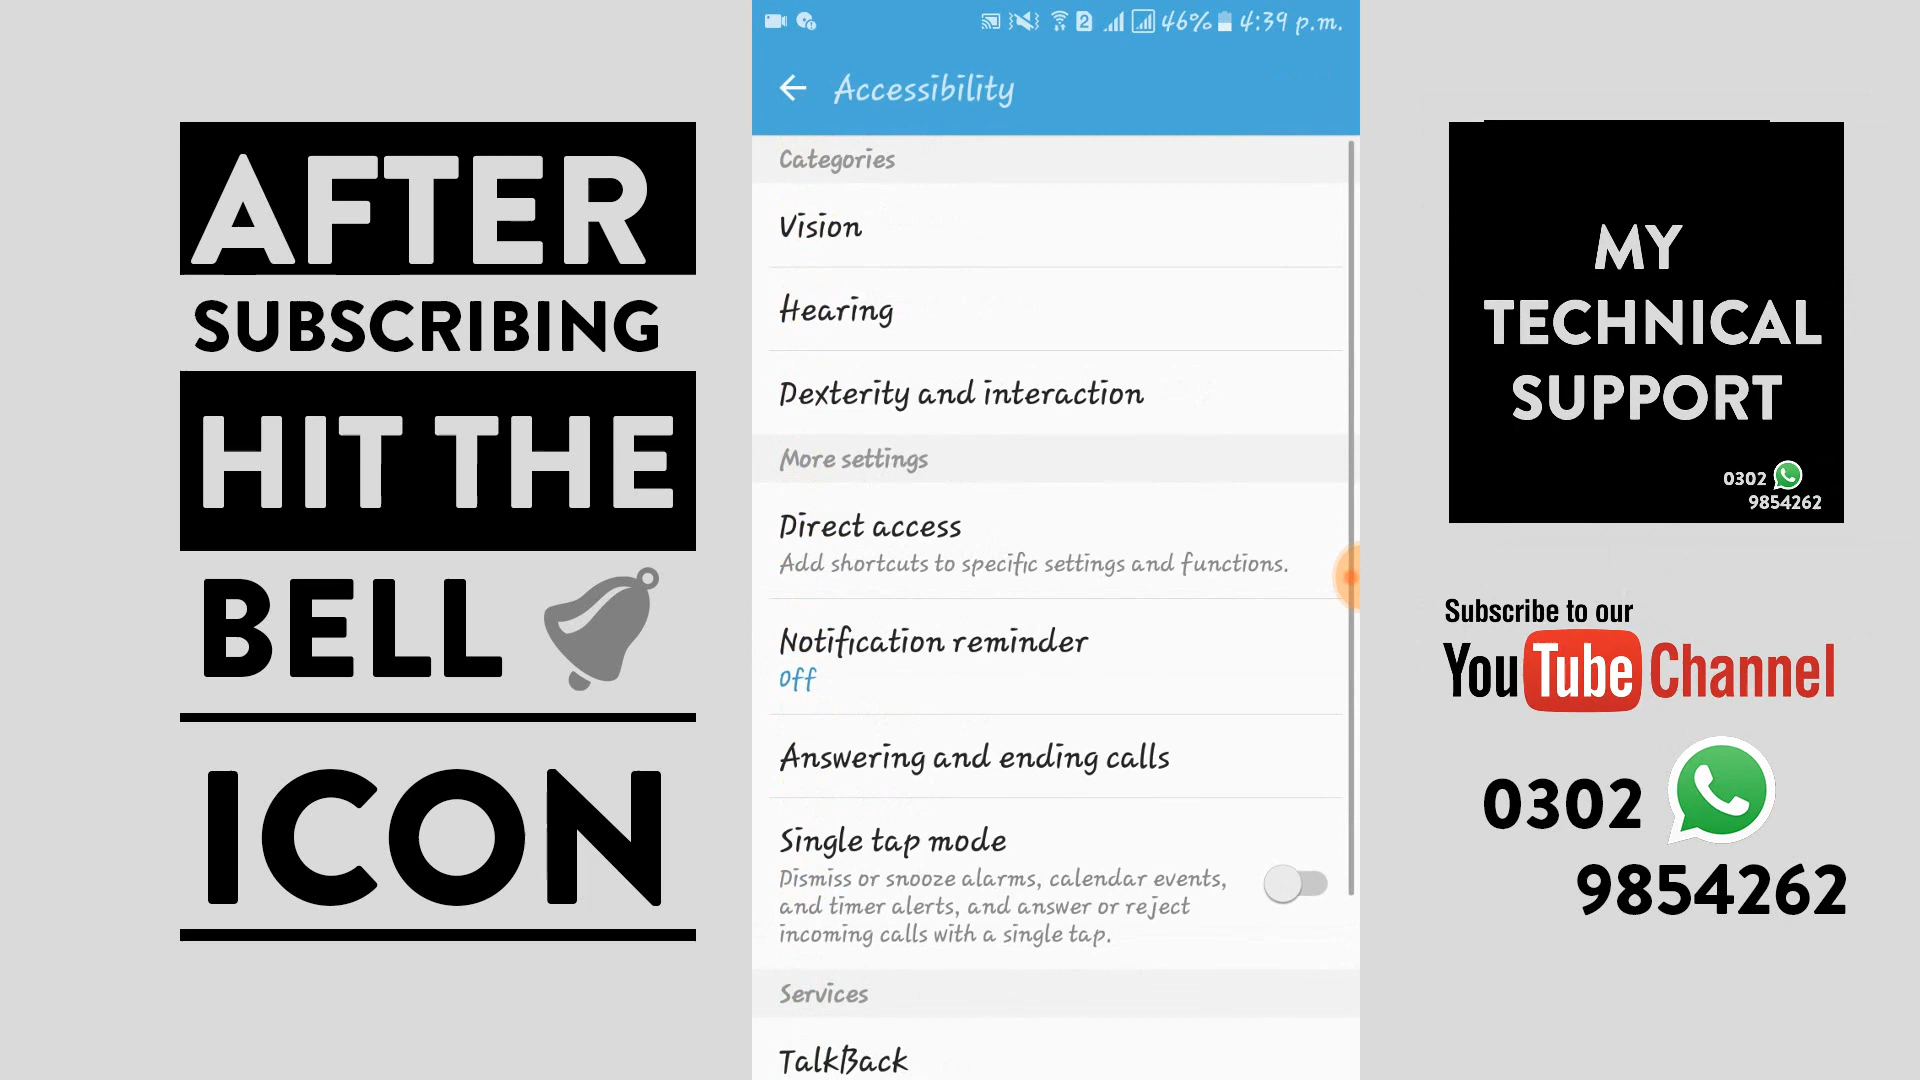 AFTER
SUBSCRIBING
HIT THE
BELL
ICON
2 46% 4:39 p.m.
Accessibility
Categories
Vision
Hearing
Dexterity and interaction
More settings
Direct access
Add shortcuts to specific settings and functions.
Notification reminder
Off
Answering and ending calls
Single tap mode
Dismiss or snooze alarms, calendar events,
and timer alerts, and answer or reject
incoming calls with a single tap.
Services
TalkBack
MY
TECHNICAL
SUPPORT
0302
9854262
Subscribe to our
YouTube Channel
0302
9854262